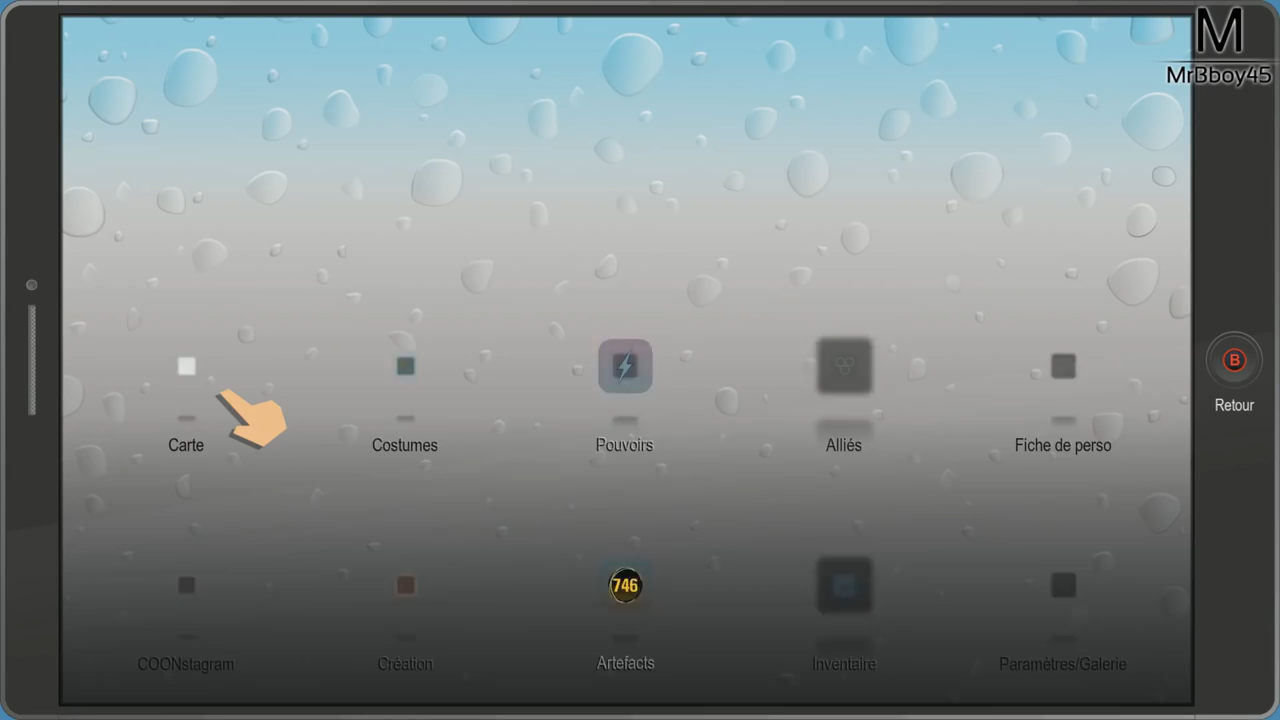 M
MrBboy45
B
Retour
Carte
Costumes
Pouvoirs
Alliés
Fiche de perso
746
COONstagram
Création
Artefacts
Inventaire
Paramètres/Galerie